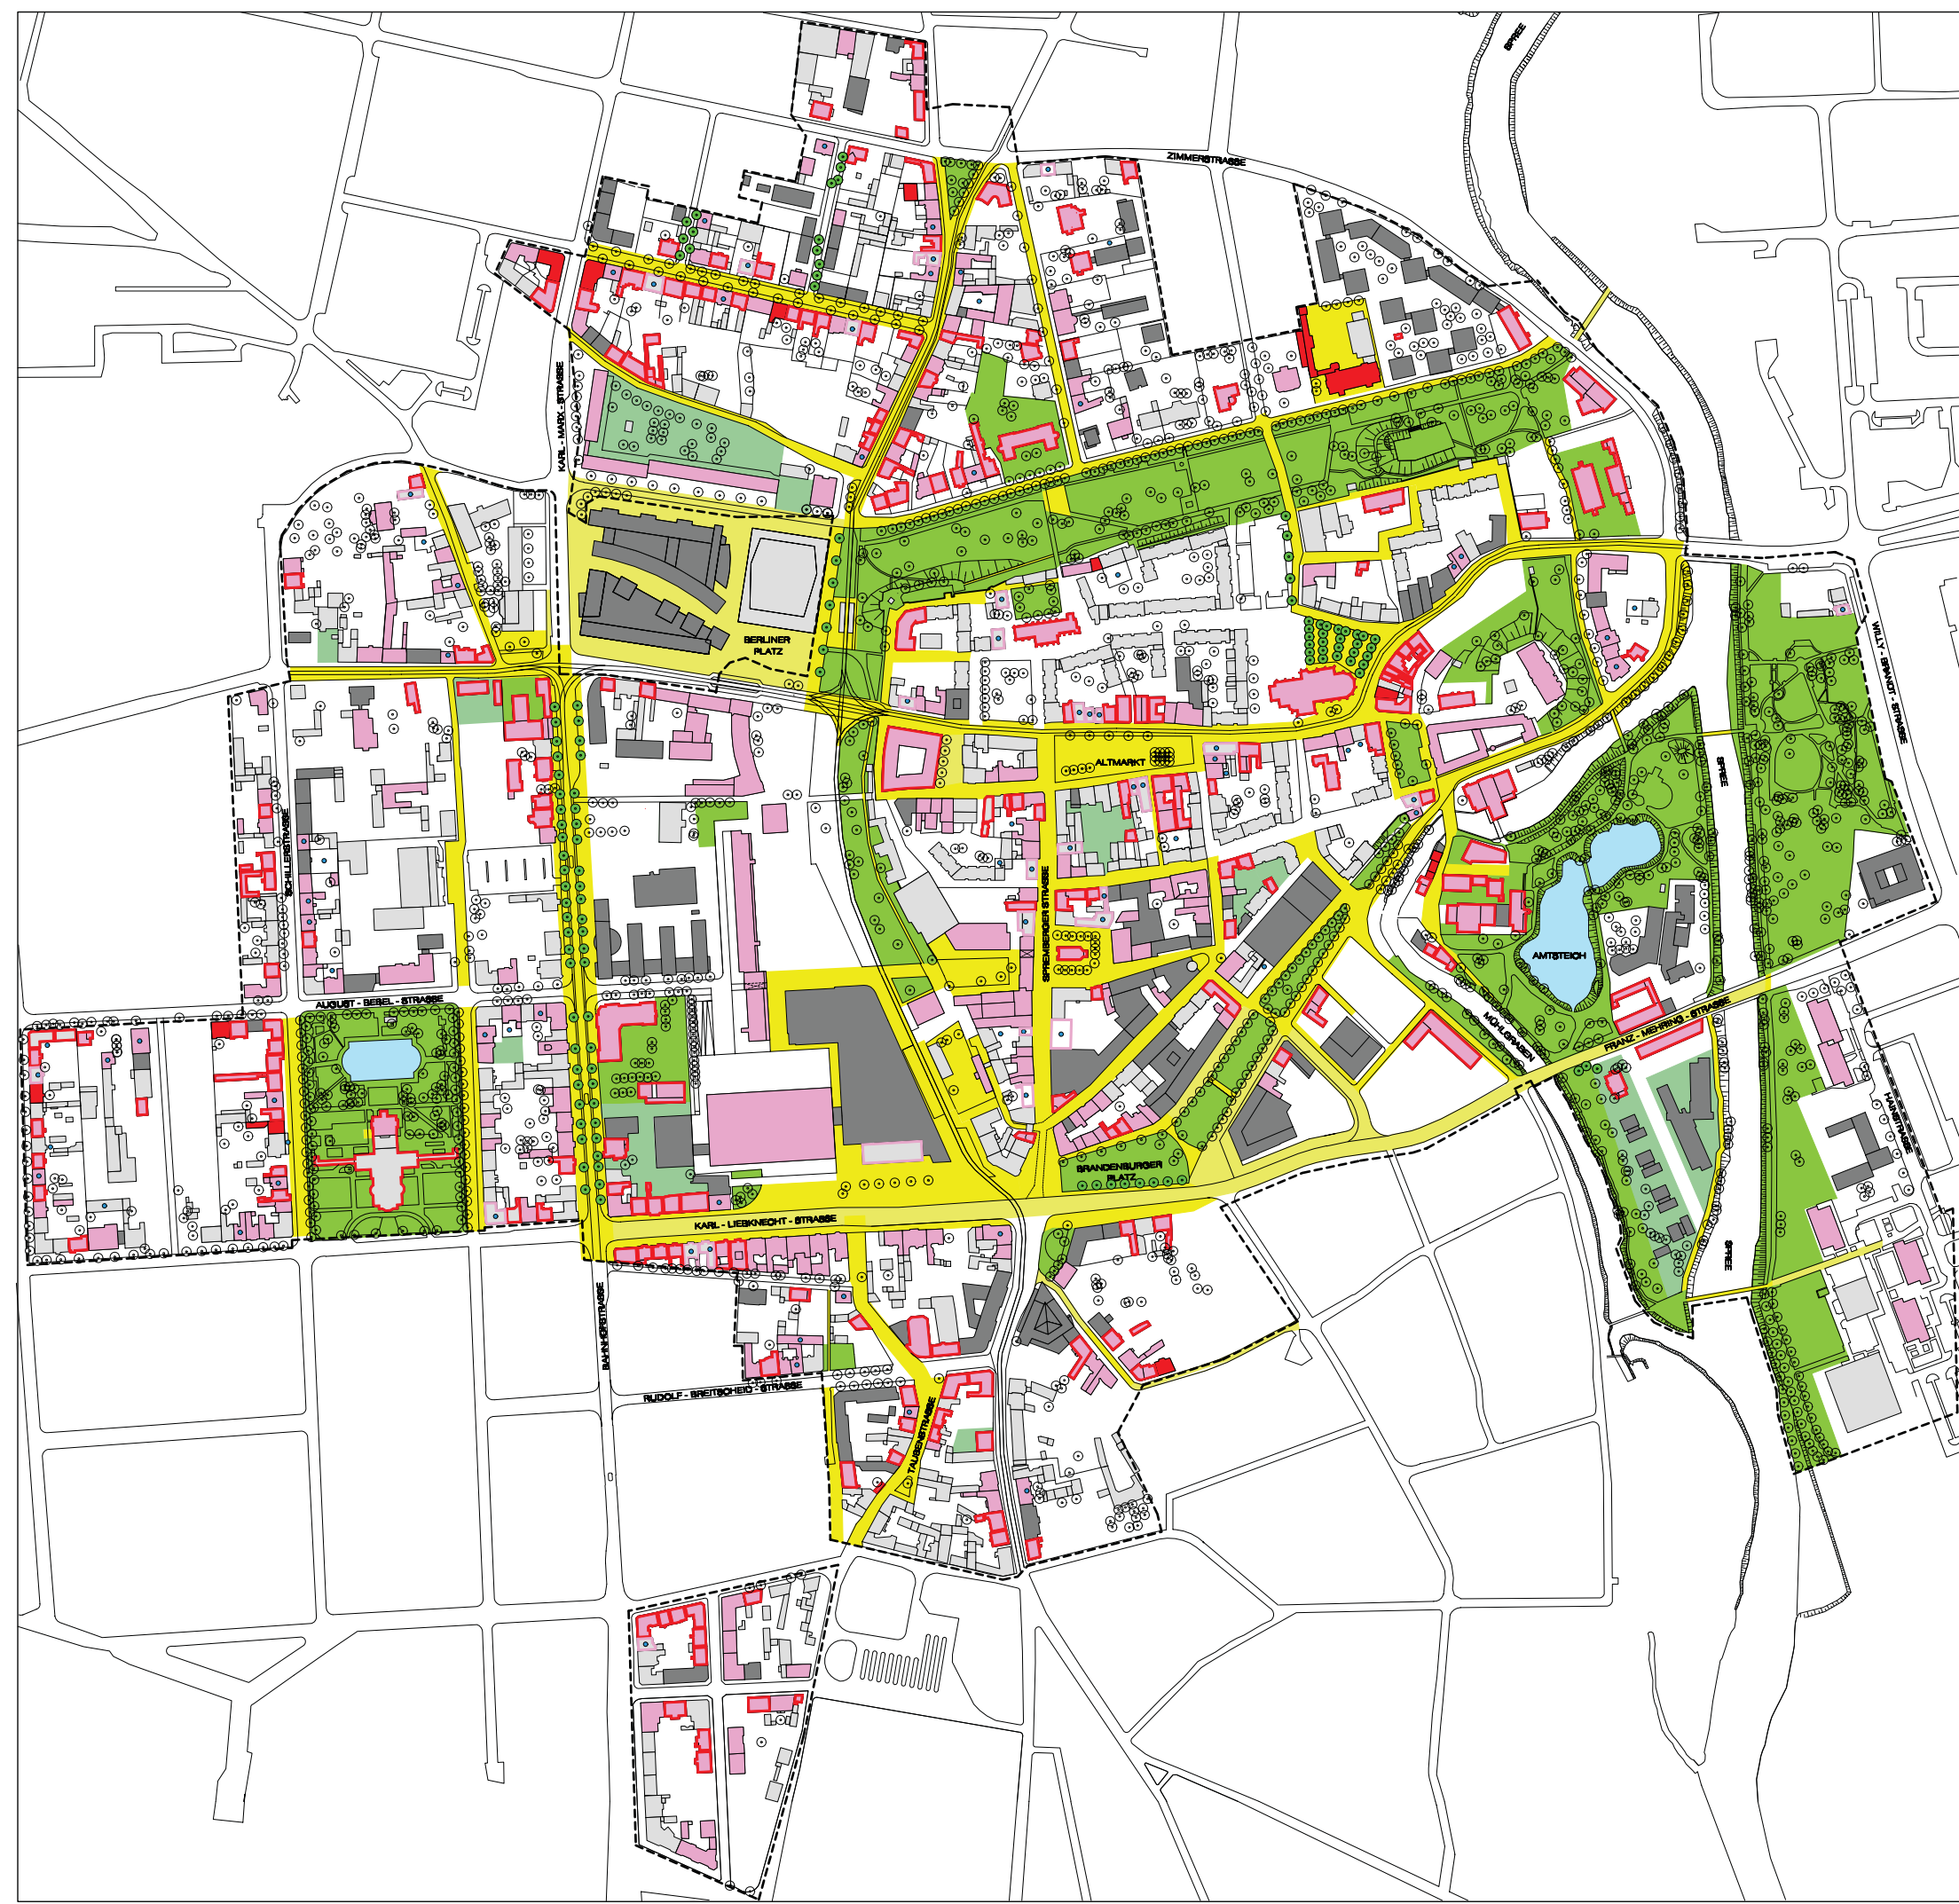 SPREE
ZIMMERSTRASSE
KARL - MARX - STRASSE
BERLINER
PLATZ
WILLY - BRANDT - STRASSE
ALTMARKT
SPREE
SCHILLERSTRASSE
SPREMBERGER STRASSE
AMTSTEICH
AUGUST - BEBEL - STRASSE
MÜHLGRABEN
FRANZ - MEHRING - STRASSE
HAINSTRASSE
BRANDENBURGER
PLATZ
KARL - LIEBKNECHT - STRASSE
SPREE
BAHNHOFSTRASSE
RUDOLF - BREITSCHEID - STRASSE
TAUBENSTRASSE